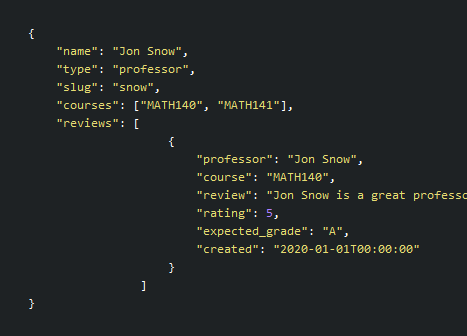 {
    "name": "Jon Snow",
    "type": "professor",
    "slug": "snow",
    "courses": ["MATH140", "MATH141"],
    "reviews": [
                    {
                        "professor": "Jon Snow",
                        "course": "MATH140",
                        "review": "Jon Snow is a great
                        "rating": 5,
                        "expected_grade": "A",
                        "created": "2020-01-01T00:00:00"
                    }
                ]
}